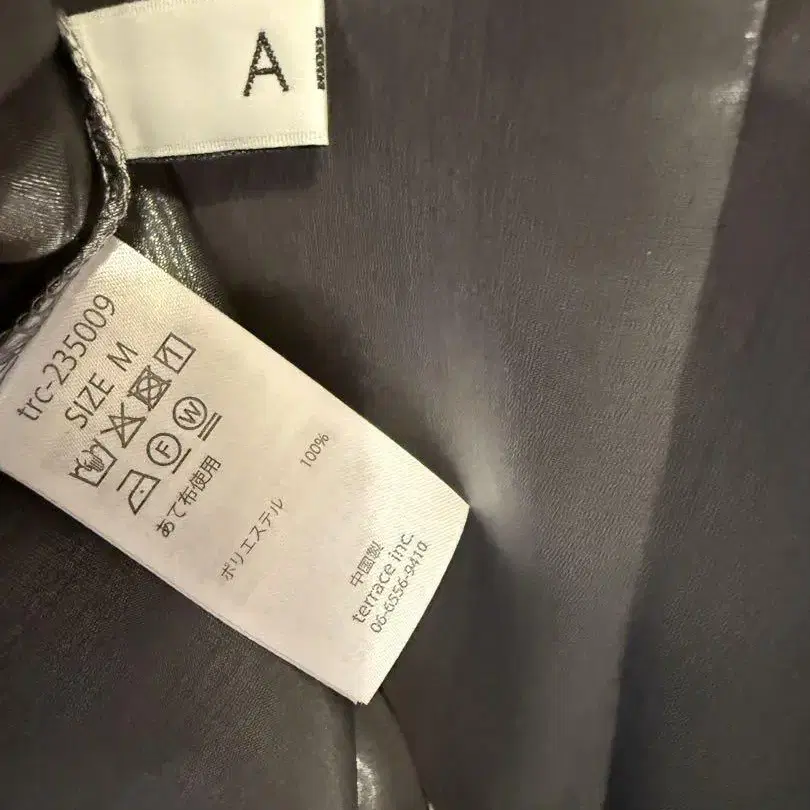 A
trc-235009
SIZE M
F W
あて布使用
ポリエステル 100%
中国製
terrace inc.
06-6556-9410